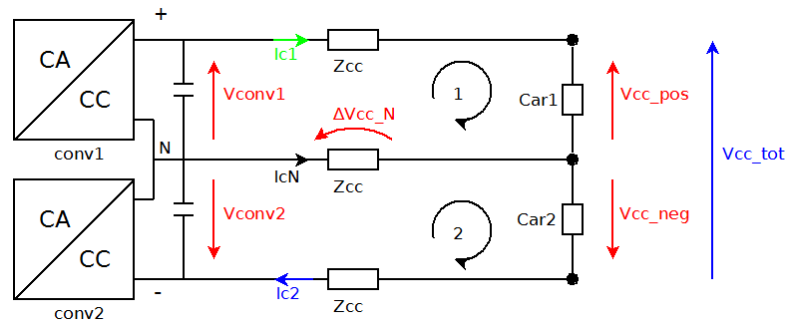 +
CA
CC
conv1
Ic1
Zcc
Vconv1
1
Car1
Vcc_pos
ΔVcc_N
N
IcN
Zcc
Vcc_tot
CA
CC
conv2
Vconv2
2
Car2
Vcc_neg
-
Ic2
Zcc